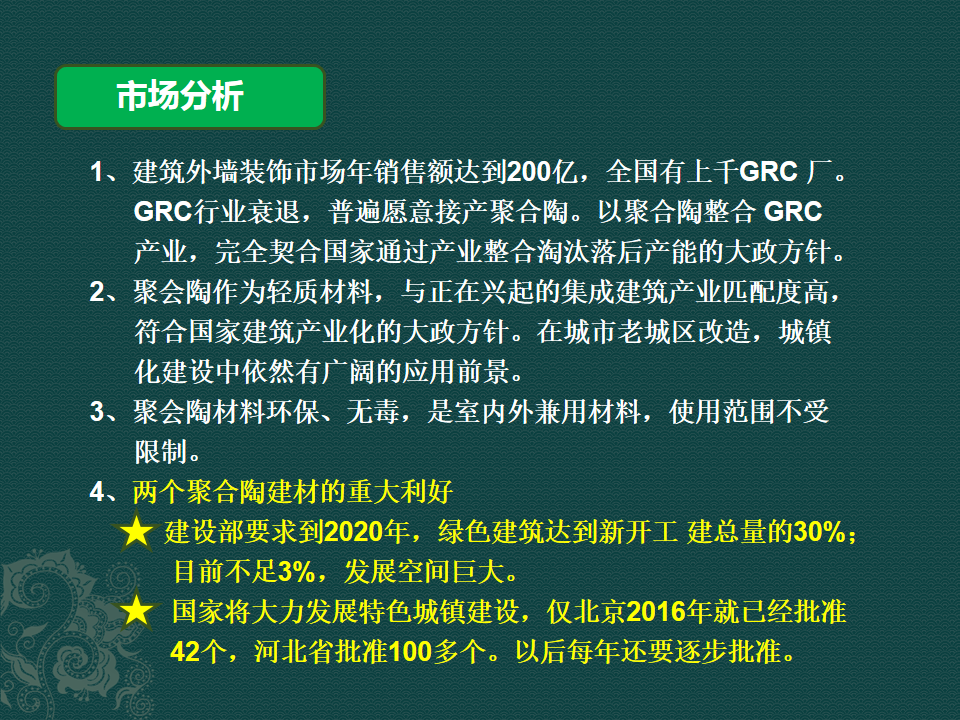 市场分析
1、建筑外墙装饰市场年销售额达到200亿，全国有上千GRC 厂。
GRC行业衰退，普遍愿意接产聚合陶。以聚合陶整合 GRC
产业，完全契合国家通过产业整合淘汰落后产能的大政方针。
2、聚会陶作为轻质材料，与正在兴起的集成建筑产业匹配度高，
符合国家建筑产业化的大政方针。在城市老城区改造，城镇
化建设中依然有广阔的应用前景。
3、聚会陶材料环保、无毒，是室内外兼用材料，使用范围不受
限制。
4、两个聚合陶建材的重大利好
建设部要求到2020年，绿色建筑达到新开工 建总量的30%；
目前不足3%，发展空间巨大。
国家将大力发展特色城镇建设，仅北京2016年就已经批准
42个，河北省批准100多个。以后每年还要逐步批准。